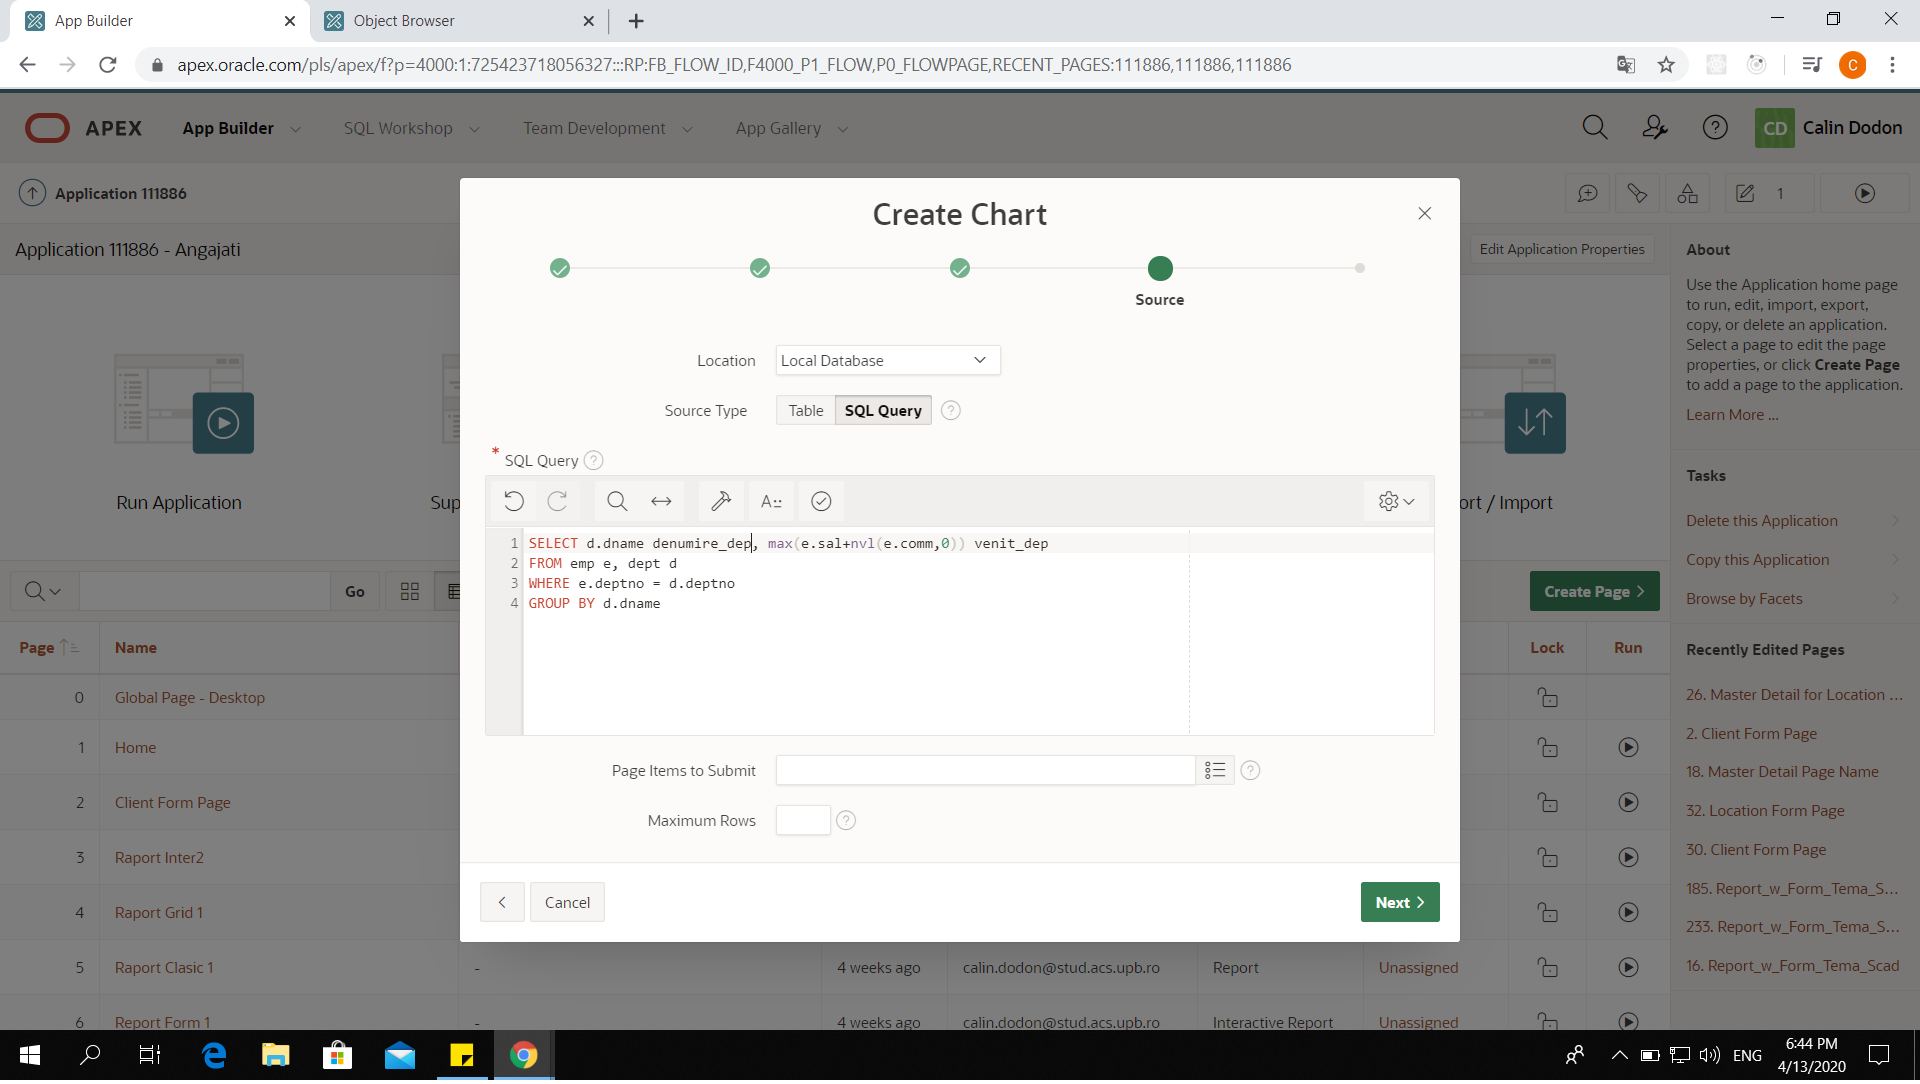 App Builder
Object Browser
apex.oracle.com/pls/apex/f?p=4000:1:725423718056327:::RP:FB_FLOW_ID,F4000_P1_FLOW,P0_FLOWPAGE,RECENT_PAGES:111886,111886,111886
C
APEX
App Builder
SQL Workshop
Team Development
App Gallery
CD
Calin Dodon
Application 111886
1
Application 111886 - Angajati
Edit Application Properties
Run Application
Sup
ort / Import
Go
Create Page
Page
Name
Lock
Run
0
Global Page - Desktop
1
Home
2
Client Form Page
3
Raport Inter2
4
Raport Grid 1
5
Raport Clasic 1
-
4 weeks ago
calin.dodon@stud.acs.upb.ro
Report
Unassigned
6
Report Form 1
-
4 weeks ago
calin.dodon@stud.acs.upb.ro
Interactive Report
Unassigned
Create Chart
Source
Location
Local Database
Source Type
Table
SQL Query
?
* SQL Query ?
A
1 SELECT d.dname denumire_dep, max(e.sal+nvl(e.comm,0)) venit_dep
2 FROM emp e, dept d
3 WHERE e.deptno = d.deptno
4 GROUP BY d.dname
Page Items to Submit
?
Maximum Rows
?
Cancel
Next
About
Use the Application home page
to run, edit, import, export,
copy, or delete an application.
Select a page to edit the page
properties, or click Create Page
to add a page to the application.
Learn More ...
Tasks
Delete this Application
Copy this Application
Browse by Facets
Recently Edited Pages
26. Master Detail for Location ...
2. Client Form Page
18. Master Detail Page Name
32. Location Form Page
30. Client Form Page
185. Report_w_Form_Tema_S...
233. Report_w_Form_Tema_S...
16. Report_w_Form_Tema_Scad
ENG
6:44 PM
4/13/2020